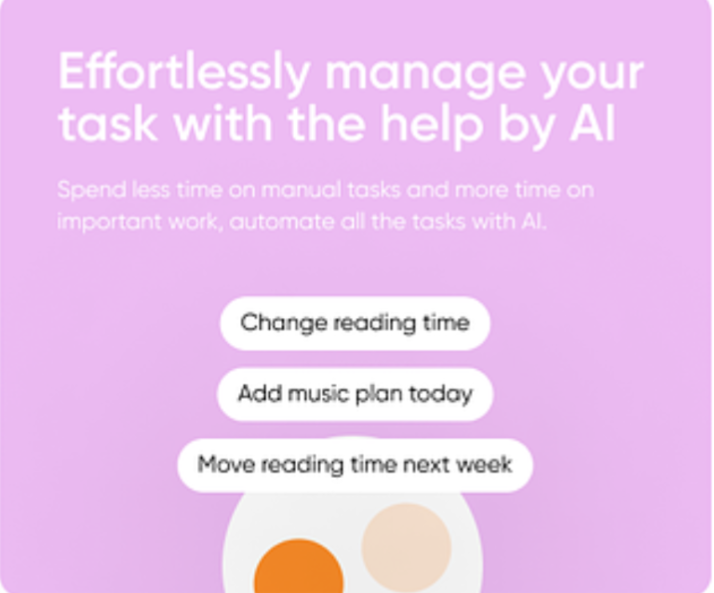 Effortlessly manage your
task with the help by AI
Spend less time on manual tasks and more time on
important work, automate all the tasks with AI.
Change reading time
Add music plan today
Move reading time next week